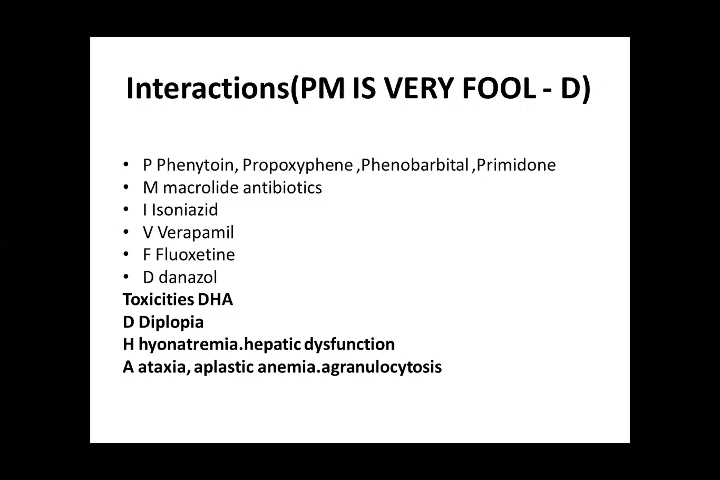 Interactions(PM IS VERY FOOL - D)
• P Phenytoin, Propoxyphene ,Phenobarbital ,Primidone
• M macrolide antibiotics
• I Isoniazid
• V Verapamil
• F Fluoxetine
• D danazol
Toxicities DHA
D Diplopia
H hyonatremia.hepatic dysfunction
A ataxia, aplastic anemia.agranulocytosis